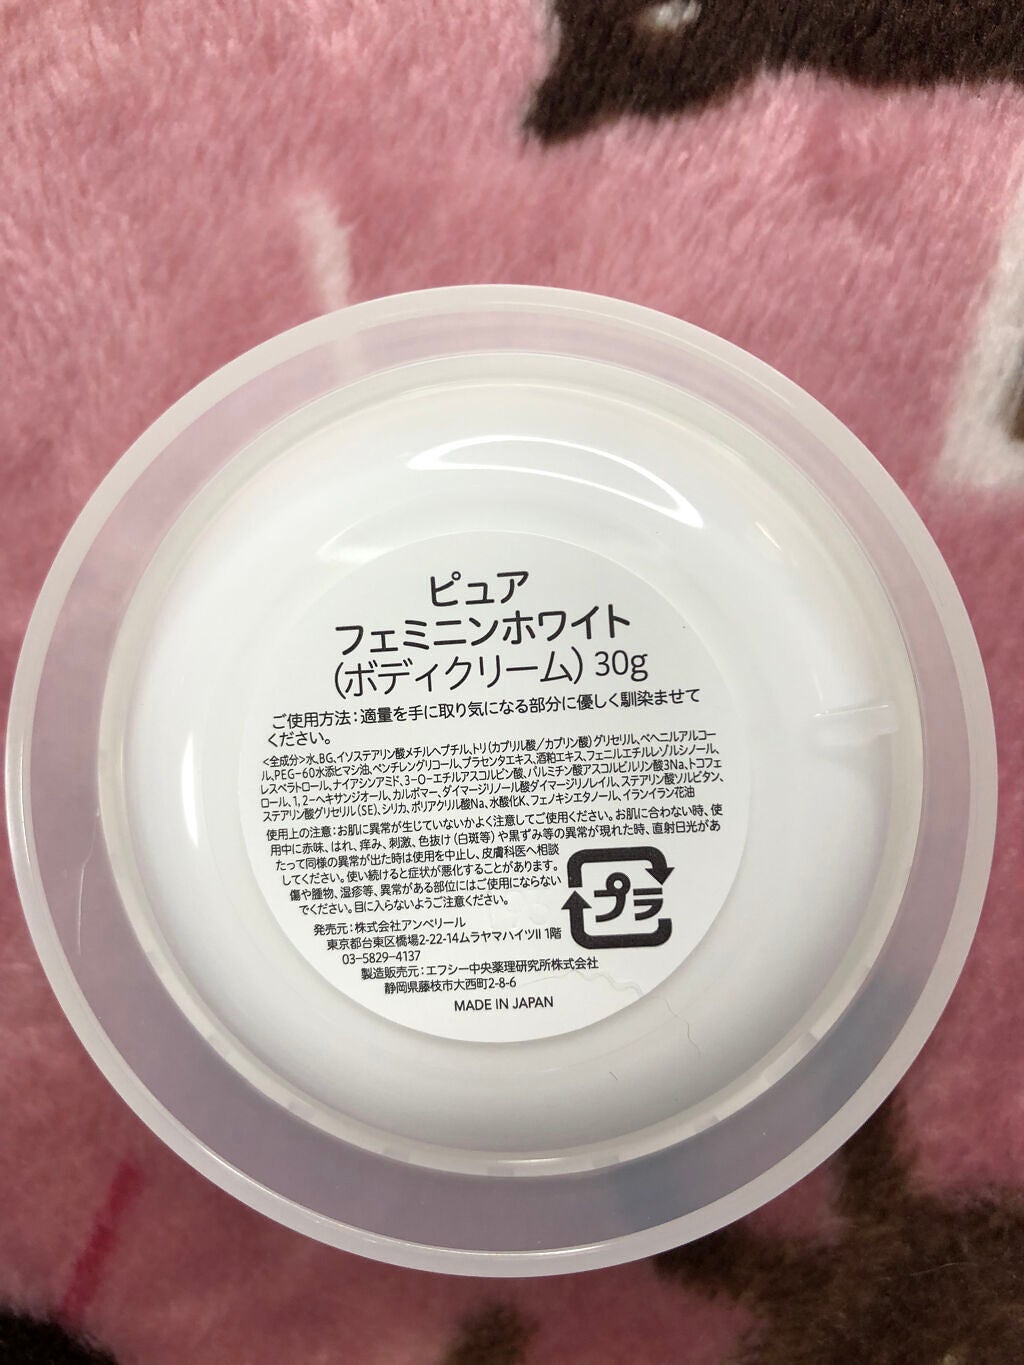 ピュア
フェミニンホワイト
(ボディクリーム) 30g
ご使用方法:適量を手に取り気になる部分に優しく馴染ませて
ください。
<全成分>水、BG、イソステアリン酸メチルヘプチル、トリ(カプリル酸/カプリン酸)グリセリル、ベヘニルアルコー
ル、PEG-60水添ヒマシ油、ペンチレングリコール、プラセンタエキス、酒粕エキス、フェニルエチルレゾルシノール、
レスベラトロール、ナイアシンアミド、3-O-エチルアスコルビン酸、パルミチン酸アスコルビルリン酸3Na、トコフェ
ロール、1,2-ヘキサンジオール、カルボマー、ダイマージリノール酸ダイマージリノレイル、ステアリン酸ソルビタン、
ステアリン酸グリセリル(SE)、シリカ、ポリアクリル酸Na、水酸化K、フェノキシエタノール、イランイラン花油
使用上の注意:お肌に異常が生じていないかよく注意してご使用ください。お肌に合わない時、使
用中に赤味、はれ、痒み、刺激、色抜け(白斑等)や黒ずみ等の異常が現れた時、直射日光があ
たって同様の異常が出た時は使用を中止し、皮膚科医へ相談
してください。使い続けると症状が悪化することがあります。
傷や腫物、湿疹等、異常がある部位にはご使用にならない
でください。目に入らないようご注意ください。
プラ
発売元:株式会社アンベリール
東京都台東区橋場2-22-14ムラヤマハイツII 1階
03-5829-4137
製造販売元:エフシー中央薬理研究所株式会社
静岡県藤枝市大西町2-8-6
MADE IN JAPAN